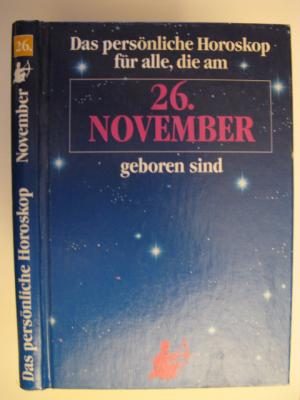 Das persönliche Horoskop
für alle, die am
26.
NOVEMBER
geboren sind
26.
November
Das persönliche Horoskop